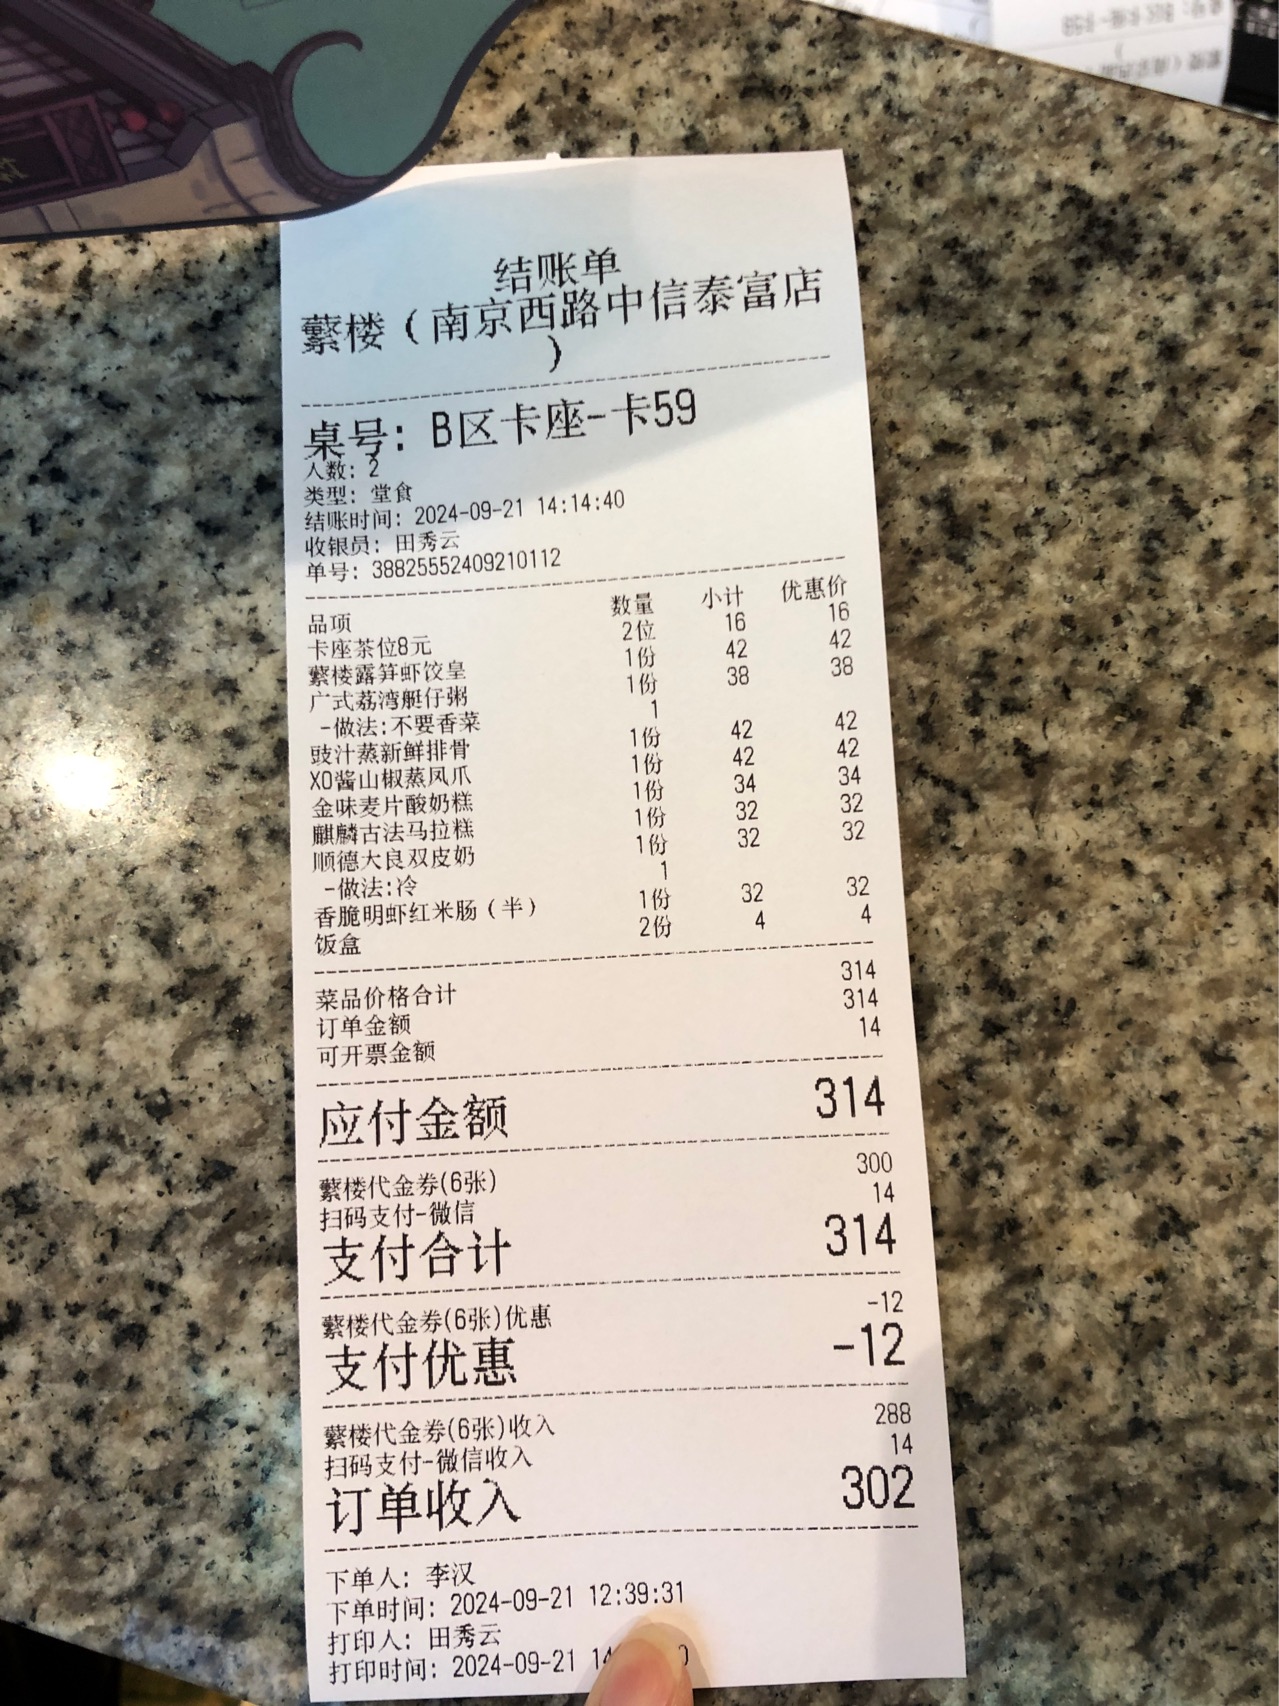 结账单
蘩楼（南京西路中信泰富店
）
桌号: B区卡座-卡59
人数: 2
类型: 堂食
结账时间: 2024-09-21 14:14:40
收银员: 田秀云
单号: 38825552409210112
品项 数量 小计 优惠价
卡座茶位8元 2位 16 16
蘩楼露笋虾饺皇 1份 42 42
广式荔湾艇仔粥 1份 38 38
-做法:不要香菜 1
豉汁蒸新鲜排骨 1份 42 42
XO酱山椒蒸凤爪 1份 42 42
金味麦片酸奶糕 1份 34 34
麒麟古法马拉糕 1份 32 32
顺德大良双皮奶 1份 32 32
-做法:冷 1
香脆明虾红米肠（半） 1份 32 32
饭盒 2份 4 4
菜品价格合计 314
订单金额 314
可开票金额 14
应付金额 314
蘩楼代金券(6张) 300
扫码支付-微信 14
支付合计 314
蘩楼代金券(6张)优惠 -12
支付优惠 -12
蘩楼代金券(6张)收入 288
扫码支付-微信收入 14
订单收入 302
下单人: 李汉
下单时间: 2024-09-21 12:39:31
打印人: 田秀云
打印时间: 2024-09-21 14